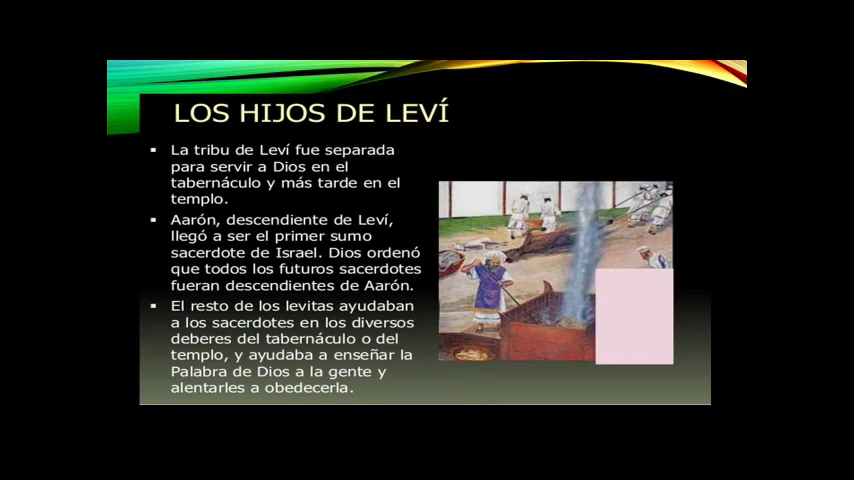 LOS HIJOS DE LEVÍ
▪ La tribu de Leví fue separada
para servir a Dios en el
tabernáculo y más tarde en el
templo.
▪ Aarón, descendiente de Leví,
llegó a ser el primer sumo
sacerdote de Israel. Dios ordenó
que todos los futuros sacerdotes
fueran descendientes de Aarón.
▪ El resto de los levitas ayudaban
a los sacerdotes en los diversos
deberes del tabernáculo o del
templo, y ayudaba a enseñar la
Palabra de Dios a la gente y
alentarles a obedecerla.